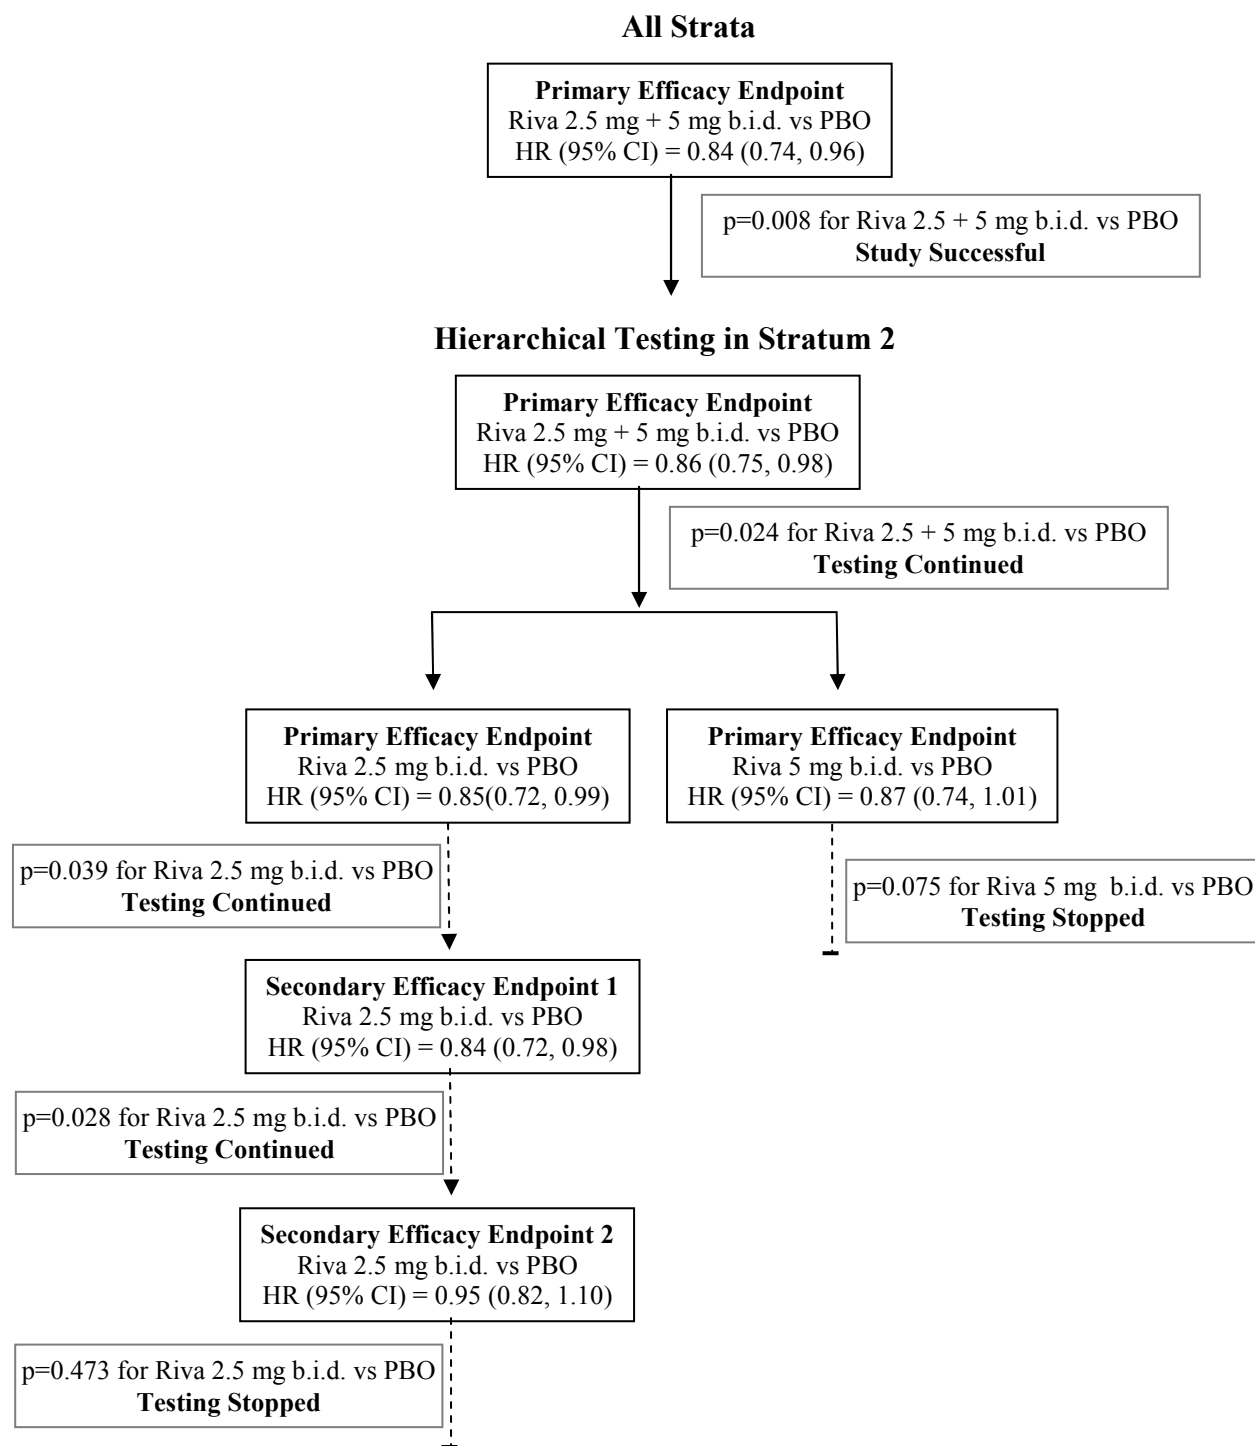 All Strata
Primary Efficacy Endpoint
Riva 2.5 mg + 5 mg b.i.d. vs PBO
HR (95% CI) = 0.84 (0.74, 0.96)
p=0.008 for Riva 2.5 + 5 mg b.i.d. vs PBO
Study Successful
Hierarchical Testing in Stratum 2
Primary Efficacy Endpoint
Riva 2.5 mg + 5 mg b.i.d. vs PBO
HR (95% CI) = 0.86 (0.75, 0.98)
p=0.024 for Riva 2.5 + 5 mg b.i.d. vs PBO
Testing Continued
Primary Efficacy Endpoint
Riva 2.5 mg b.i.d. vs PBO
HR (95% CI) = 0.85(0.72, 0.99)
Primary Efficacy Endpoint
Riva 5 mg b.i.d. vs PBO
HR (95% CI) = 0.87 (0.74, 1.01)
p=0.039 for Riva 2.5 mg b.i.d. vs PBO
Testing Continued
p=0.075 for Riva 5 mg  b.i.d. vs PBO
Testing Stopped
Secondary Efficacy Endpoint 1
Riva 2.5 mg b.i.d. vs PBO
HR (95% CI) = 0.84 (0.72, 0.98)
p=0.028 for Riva 2.5 mg b.i.d. vs PBO
Testing Continued
Secondary Efficacy Endpoint 2
Riva 2.5 mg b.i.d. vs PBO
HR (95% CI) = 0.95 (0.82, 1.10)
p=0.473 for Riva 2.5 mg b.i.d. vs PBO
Testing Stopped